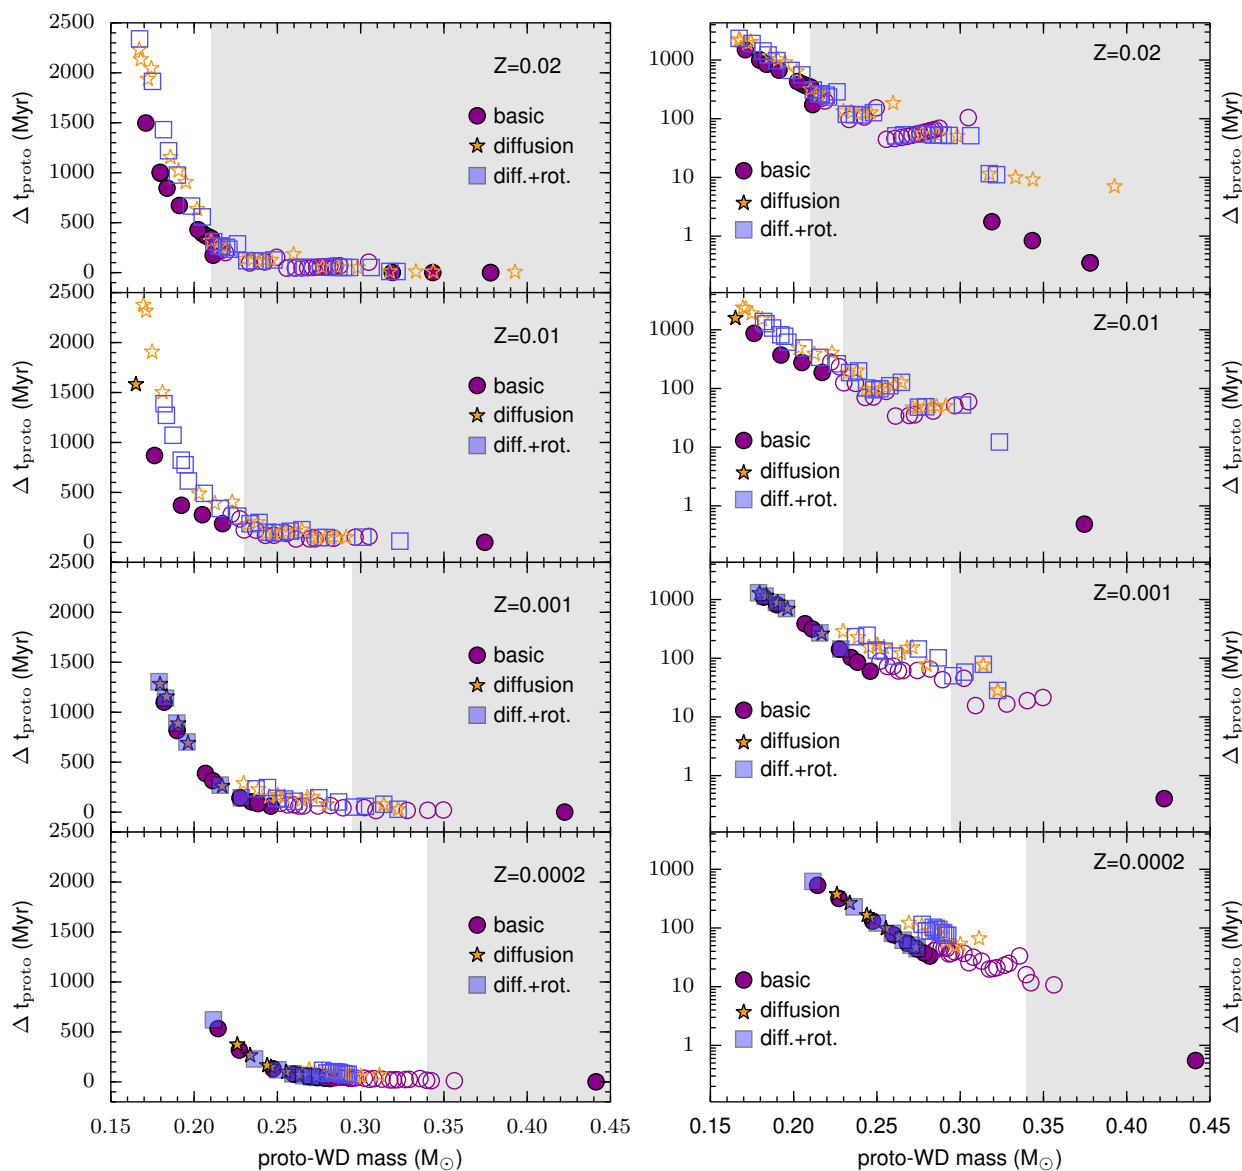 2500
2000
1500
1000
500
0
Δ t_proto (Myr)
Z=0.02
basic
diffusion
diff.+rot.
1000
100
10
1
Z=0.02
basic
diffusion
diff.+rot.
Δ t_proto (Myr)
2500
2000
1500
1000
500
0
Δ t_proto (Myr)
Z=0.01
basic
diffusion
diff.+rot.
1000
100
10
1
Z=0.01
basic
diffusion
diff.+rot.
Δ t_proto (Myr)
2500
2000
1500
1000
500
0
Δ t_proto (Myr)
Z=0.001
basic
diffusion
diff.+rot.
1000
100
10
1
Z=0.001
basic
diffusion
diff.+rot.
Δ t_proto (Myr)
2500
2000
1500
1000
500
0
Δ t_proto (Myr)
Z=0.0002
basic
diffusion
diff.+rot.
1000
100
10
1
Z=0.0002
basic
diffusion
diff.+rot.
Δ t_proto (Myr)
0.15 0.20 0.25 0.30 0.35 0.40 0.45
proto-WD mass (M⊙)
0.15 0.20 0.25 0.30 0.35 0.40 0.45
proto-WD mass (M⊙)